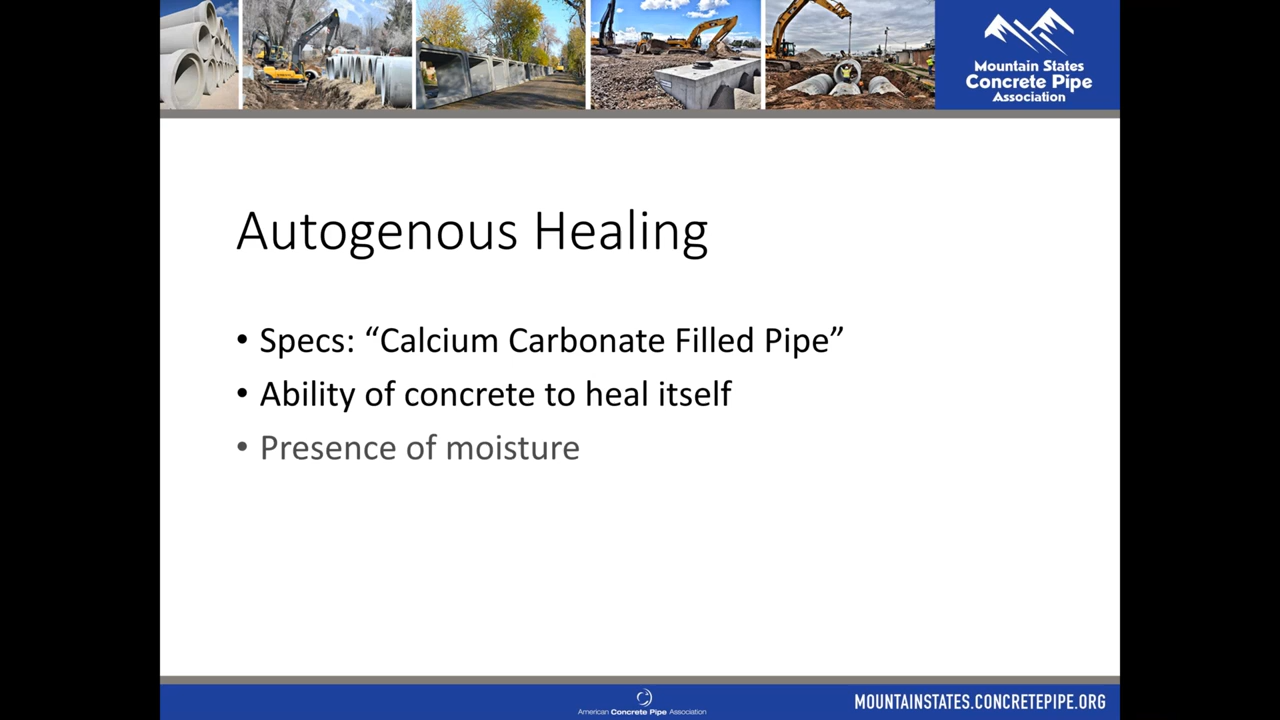 Mountain States
Concrete Pipe
Association
Autogenous Healing
• Specs: “Calcium Carbonate Filled Pipe”
• Ability of concrete to heal itself
• Presence of moisture
American Concrete Pipe Association
MOUNTAINSTATES.CONCRETEPIPE.ORG